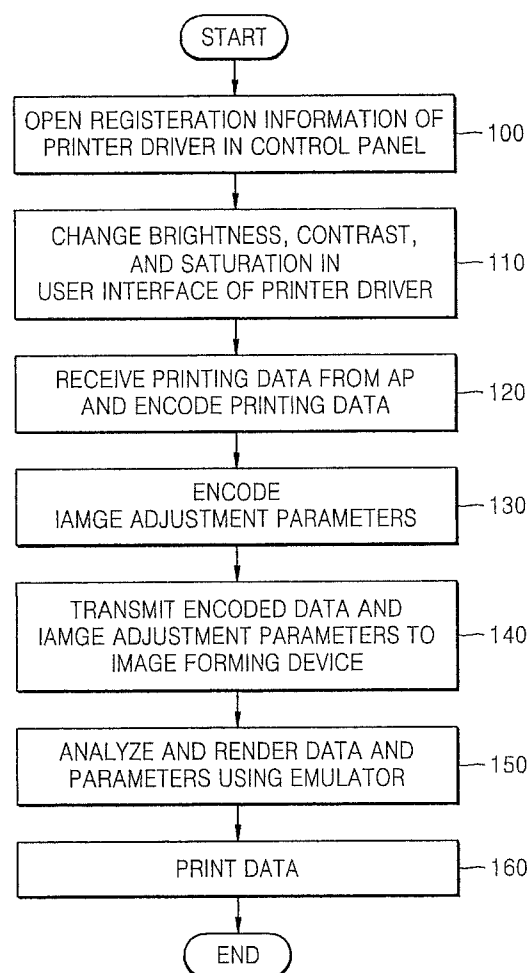 START
OPEN REGISTERATION INFORMATION OF
PRINTER DRIVER IN CONTROL PANEL
100
CHANGE BRIGHTNESS, CONTRAST,
AND SATURATION IN
USER INTERFACE OF PRINTER DRIVER
110
RECEIVE PRINTING DATA FROM AP
AND ENCODE PRINTING DATA
120
ENCODE
IAMGE ADJUSTMENT PARAMETERS
130
TRANSMIT ENCODED DATA AND
IAMGE ADJUSTMENT PARAMETERS TO
IMAGE FORMING DEVICE
140
ANALYZE AND RENDER DATA AND
PARAMETERS USING EMULATOR
150
PRINT DATA
160
END